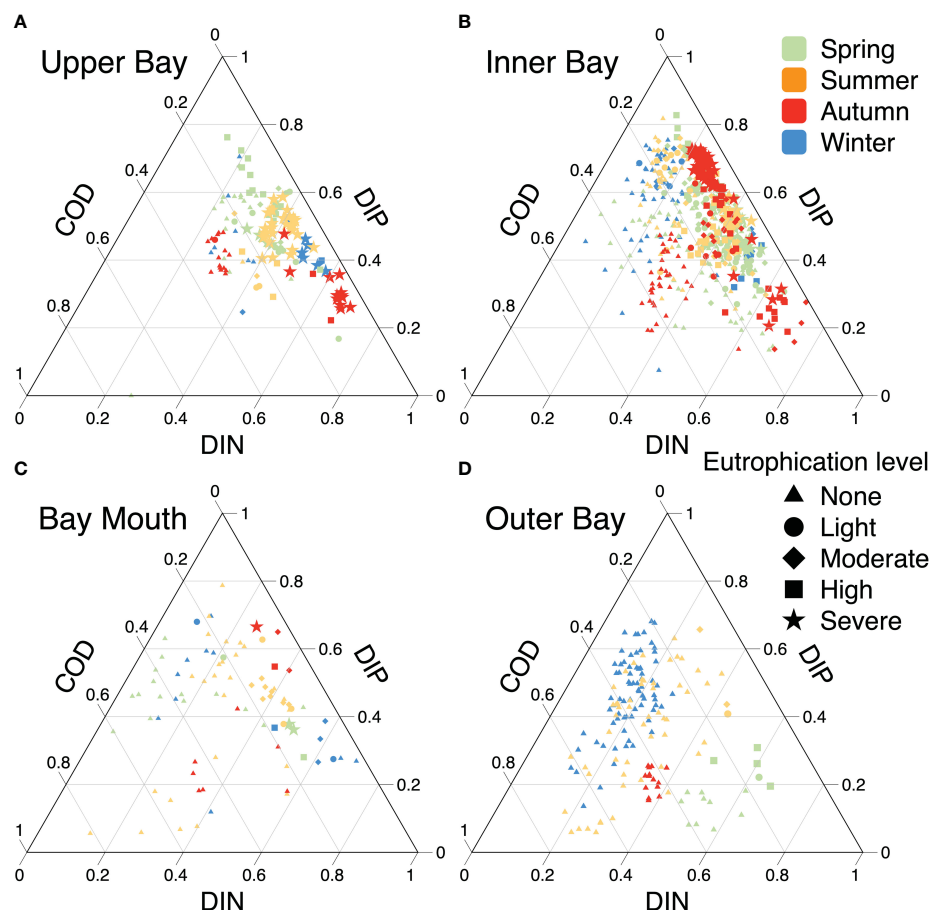 A
Upper Bay
0
1
0.2
0.8
0.4
0.6
COD
DIP
0.6
0.4
0.8
0.2
1
0
0
0.2
0.4
0.6
0.8
1
DIN
B
Inner Bay
0
1
0.2
0.8
0.4
0.6
COD
DIP
0.6
0.4
0.8
0.2
1
0
0
0.2
0.4
0.6
0.8
1
DIN
Spring
Summer
Autumn
Winter
C
Bay Mouth
0
1
0.2
0.8
0.4
0.6
COD
DIP
0.6
0.4
0.8
0.2
1
0
0
0.2
0.4
0.6
0.8
1
DIN
D
Outer Bay
0
1
0.2
0.8
0.4
0.6
COD
DIP
0.6
0.4
0.8
0.2
1
0
0
0.2
0.4
0.6
0.8
1
DIN
Eutrophication level
None
Light
Moderate
High
Severe